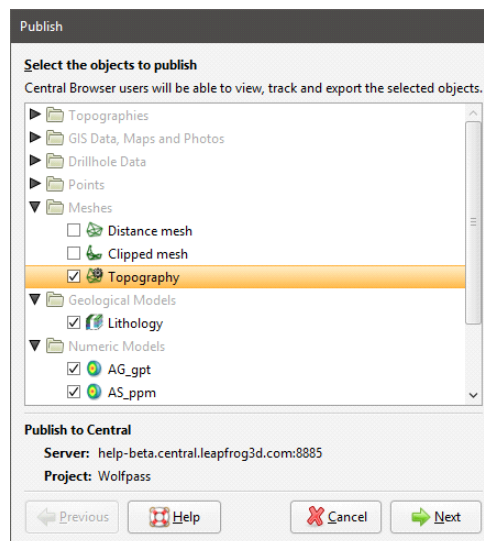 Publish
Select the objects to publish
Central Browser users will be able to view, track and export the selected objects.
Topographies
GIS Data, Maps and Photos
Drillhole Data
Points
Meshes
Distance mesh
Clipped mesh
Topography
Geological Models
Lithology
Numeric Models
AG_gpt
AS_ppm
Publish to Central
Server: help-beta.central.leapfrog3d.com:8885
Project: Wolfpass
Previous Help Cancel Next